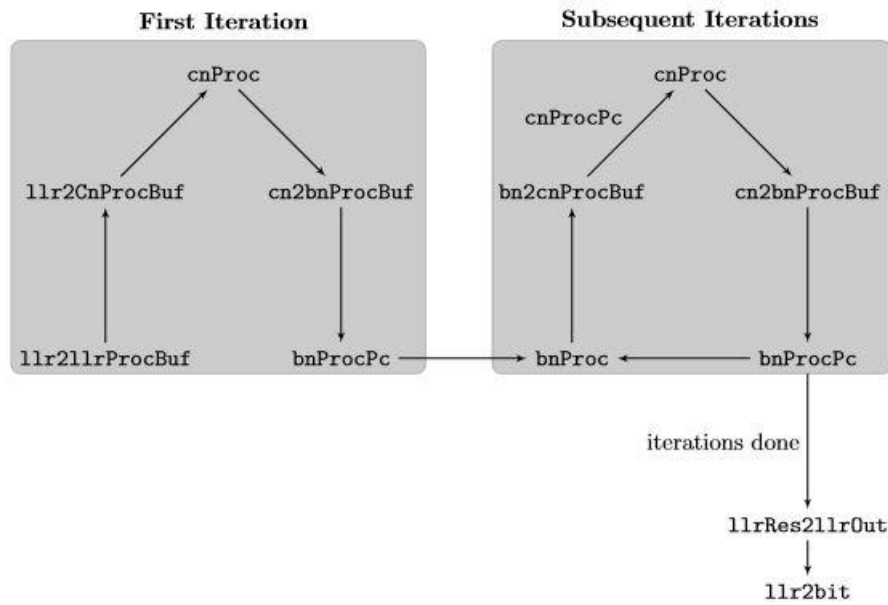 First Iteration
cnProc
llr2CnProcBuf
cn2bnProcBuf
llr2llrProcBuf
bnProcPc
Subsequent Iterations
cnProc
cnProcPc
bn2cnProcBuf
cn2bnProcBuf
bnProc
bnProcPc
iterations done
llrRes2llrOut
llr2bit